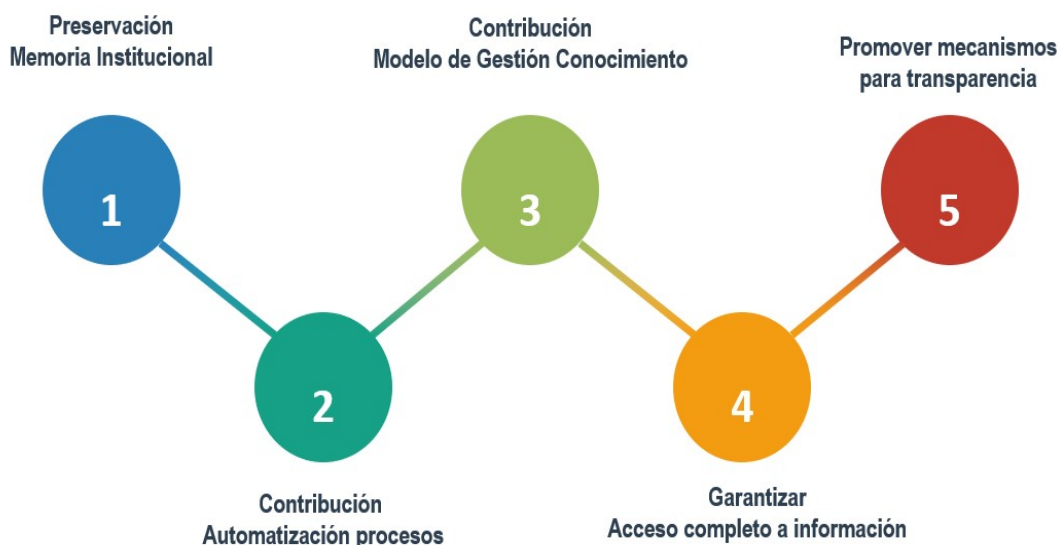 Preservación
Memoria Institucional
1
Contribución
Automatización procesos
2
Contribución
Modelo de Gestión Conocimiento
3
Garantizar
Acceso completo a información
4
Promover mecanismos
para transparencia
5